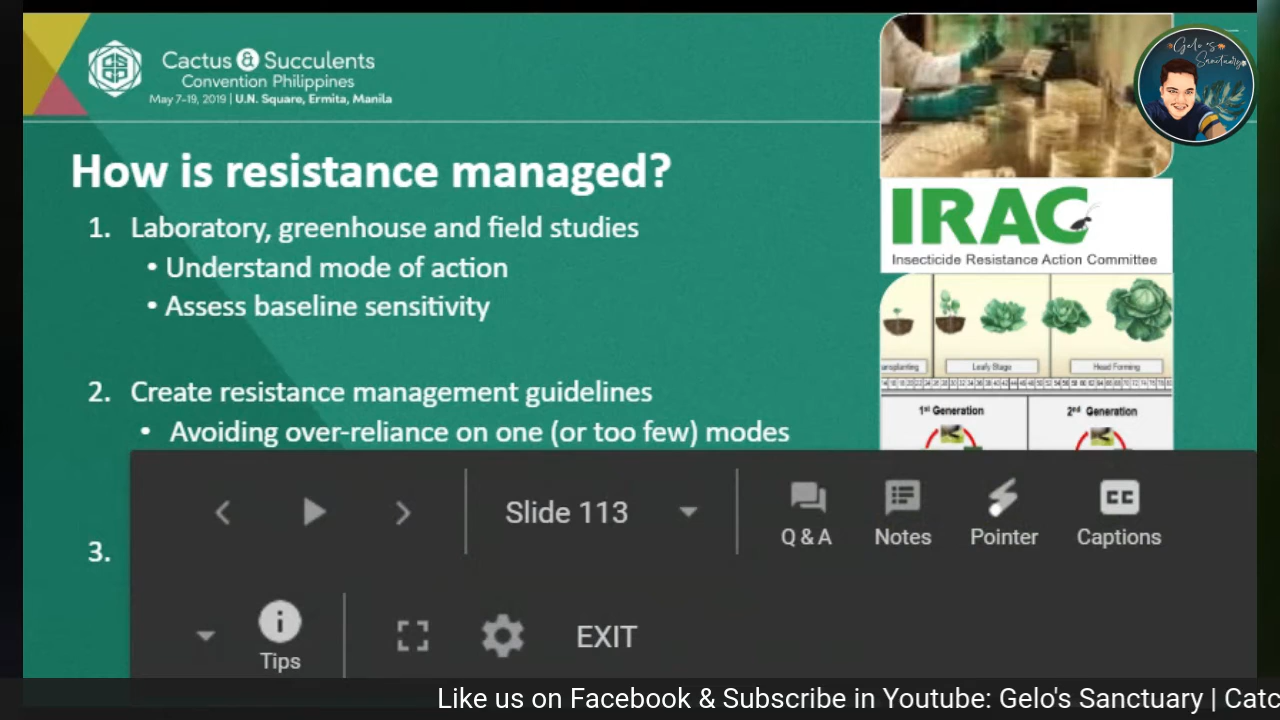 Cactus & Succulents
Convention Philippines
May 7-19, 2019 | U.N. Square, Ermita, Manila
Gelo's
Sanctuary
How is resistance managed?
1. Laboratory, greenhouse and field studies
• Understand mode of action
• Assess baseline sensitivity
2. Create resistance management guidelines
• Avoiding over-reliance on one (or too few) modes
3.
IRAC
Insecticide Resistance Action Committee
Leafy Stage
Head Forming
1st Generation
2nd Generation
Slide 113
Q & A
Notes
Pointer
Captions
CC
Tips
EXIT
Like us on Facebook & Subscribe in Youtube: Gelo's Sanctuary | Catc